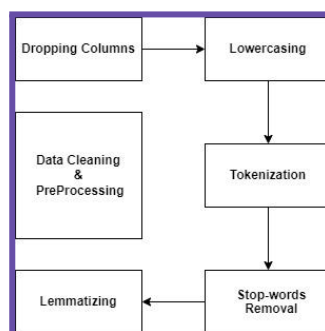 Dropping Columns
Lowercasing
Data Cleaning
&
PreProcessing
Tokenization
Lemmatizing
Stop-words
Removal